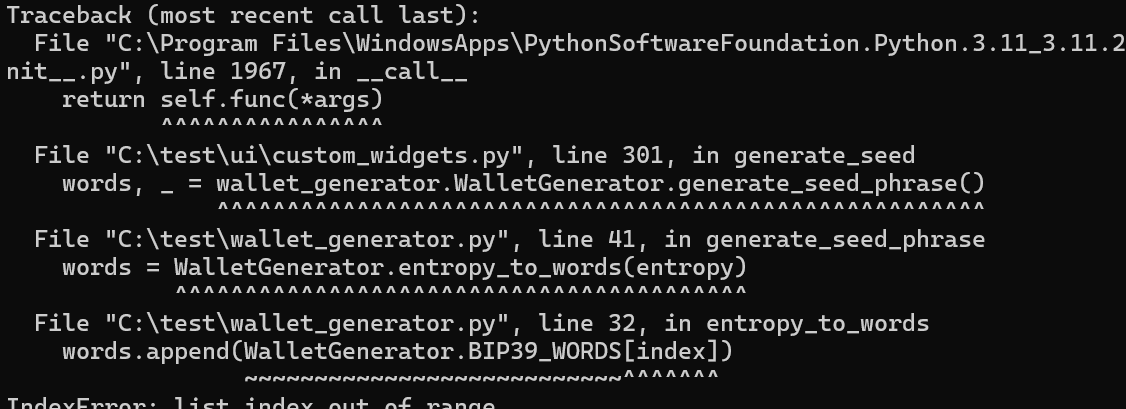 Traceback (most recent call last):
  File "C:\Program Files\WindowsApps\PythonSoftwareFoundation.Python.3.11_3.11.2
nit__.py", line 1967, in __call__
    return self.func(*args)
           ^^^^^^^^^^^^^^^^
  File "C:\test\ui\custom_widgets.py", line 301, in generate_seed
    words, _ = wallet_generator.WalletGenerator.generate_seed_phrase()
               ^^^^^^^^^^^^^^^^^^^^^^^^^^^^^^^^^^^^^^^^^^^^^^^^^^^^^^^
  File "C:\test\wallet_generator.py", line 41, in generate_seed_phrase
    words = WalletGenerator.entropy_to_words(entropy)
            ^^^^^^^^^^^^^^^^^^^^^^^^^^^^^^^^^^^^^^^^^
  File "C:\test\wallet_generator.py", line 32, in entropy_to_words
    words.append(WalletGenerator.BIP39_WORDS[index])
                 ~~~~~~~~~~~~~~~~~~~~~~~~~~~^^^^^^^
IndexError: list index out of range